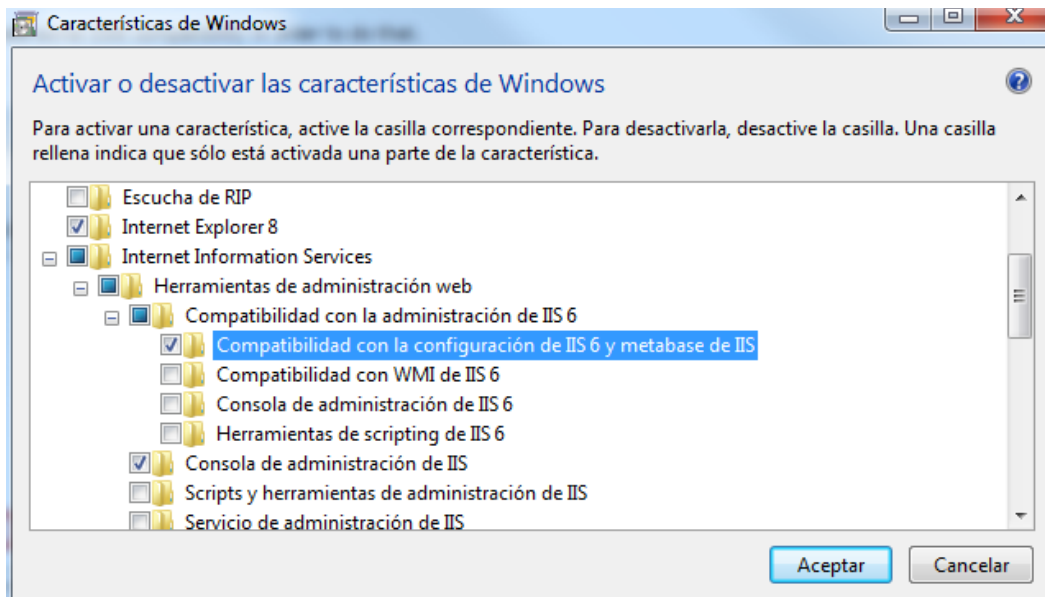 Características de Windows
Activar o desactivar las características de Windows
Para activar una característica, active la casilla correspondiente. Para desactivarla, desactive la casilla. Una casilla
rellena indica que sólo está activada una parte de la característica.
Escucha de RIP
Internet Explorer 8
Internet Information Services
Herramientas de administración web
Compatibilidad con la administración de IIS 6
Compatibilidad con la configuración de IIS 6 y metabase de IIS
Compatibilidad con WMI de IIS 6
Consola de administración de IIS 6
Herramientas de scripting de IIS 6
Consola de administración de IIS
Scripts y herramientas de administración de IIS
Servicio de administración de IIS
Aceptar Cancelar